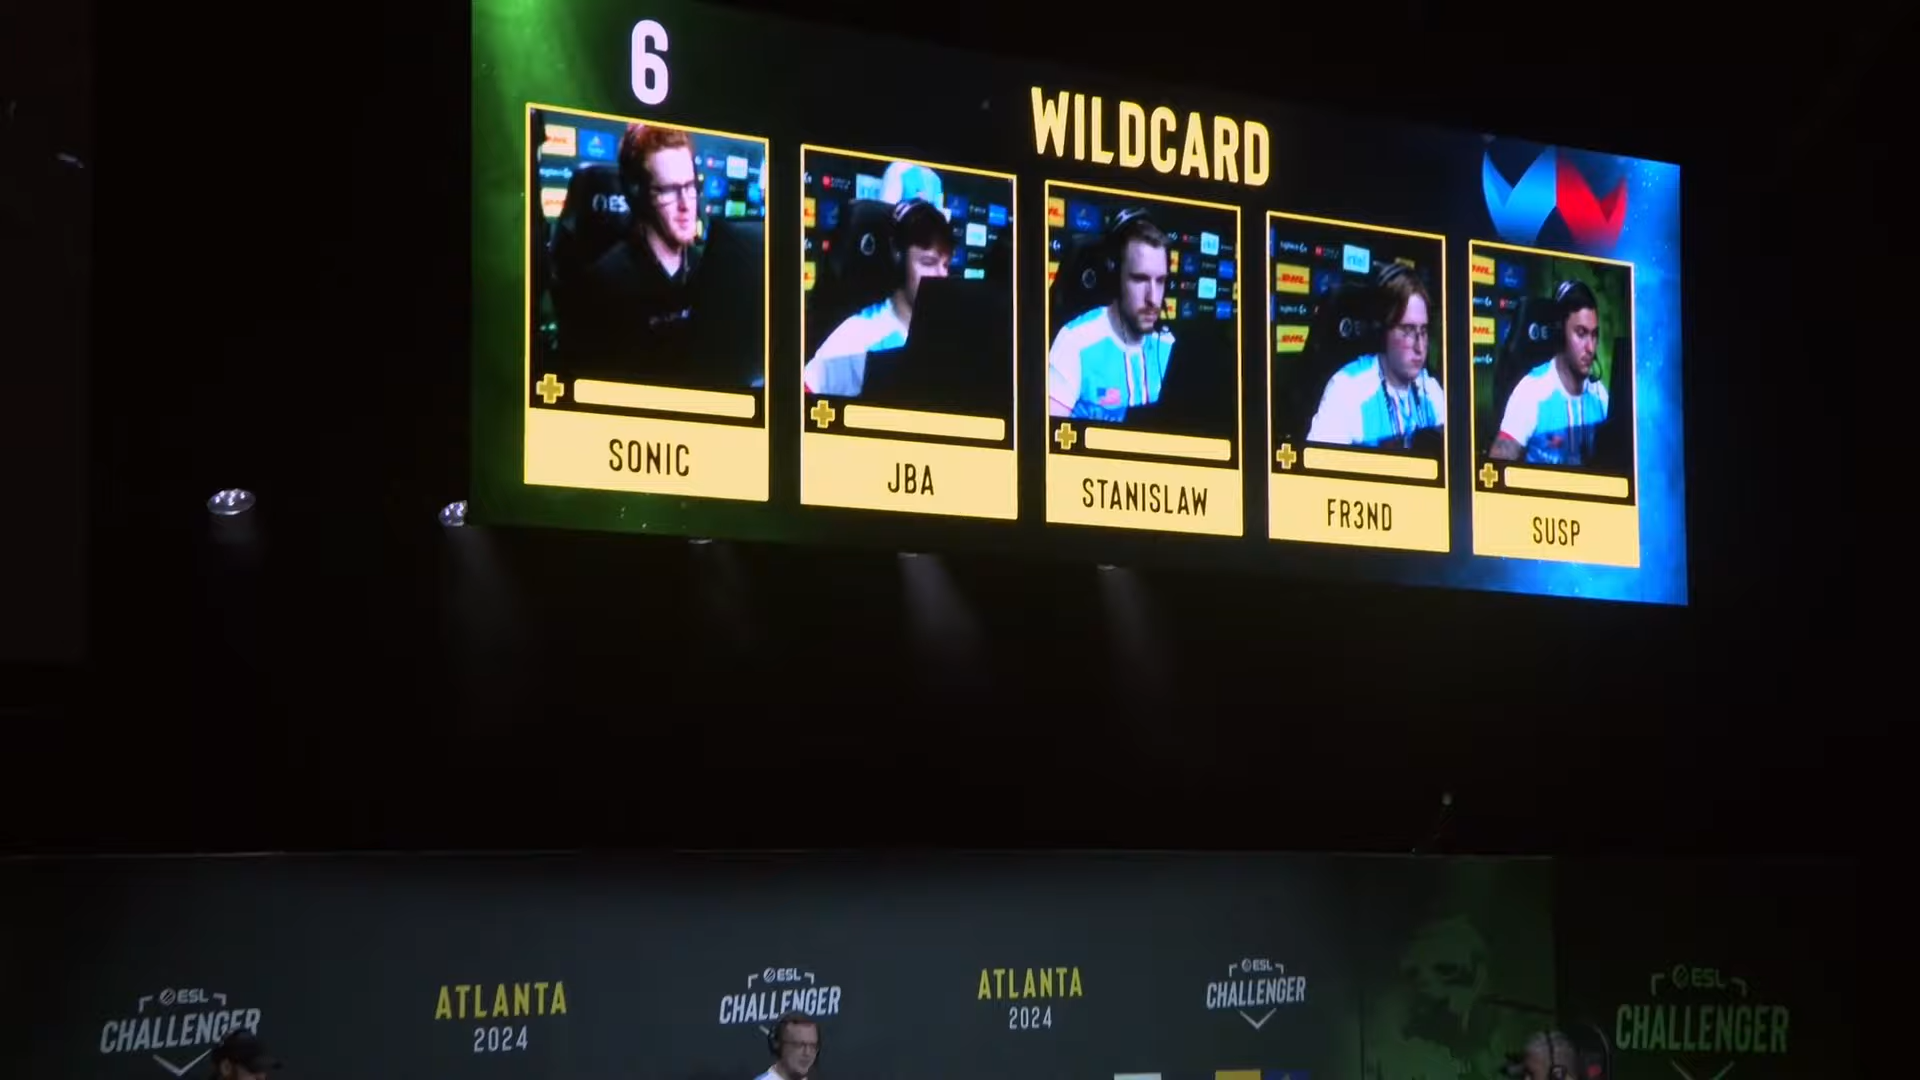 6
WILDCARD
SONIC
JBA
STANISLAW
FR3ND
SUSP
ESL
CHALLENGER
ATLANTA
2024
ESL
CHALLENGER
ATLANTA
2024
ESL
CHALLENGER
ESL
CHALLENGER